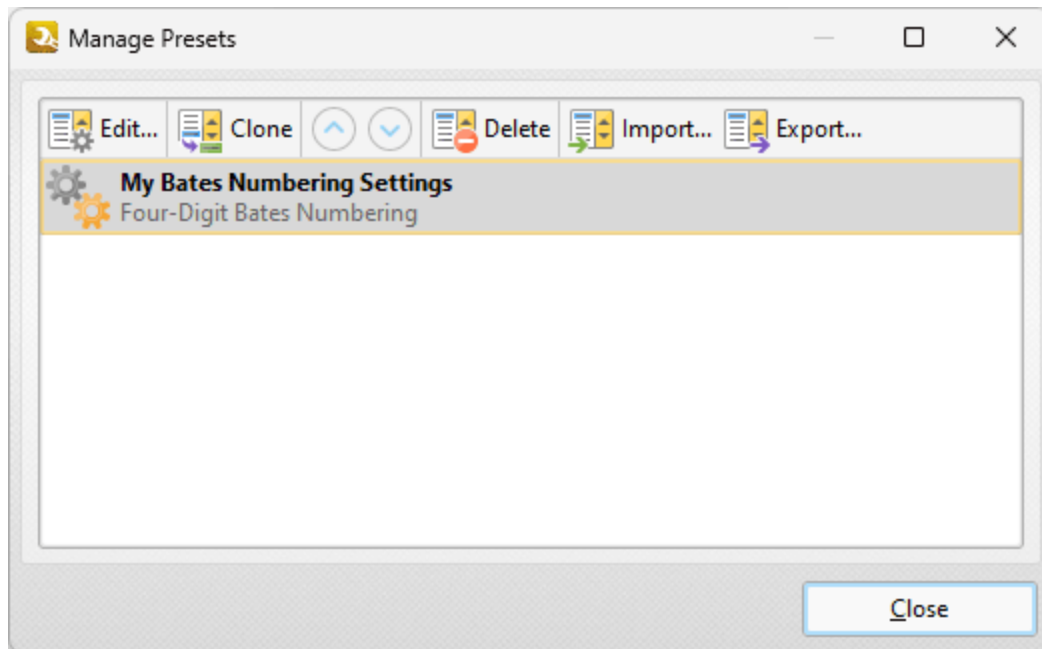 Manage Presets
Edit... Clone Delete Import... Export...
My Bates Numbering Settings
Four-Digit Bates Numbering
Close